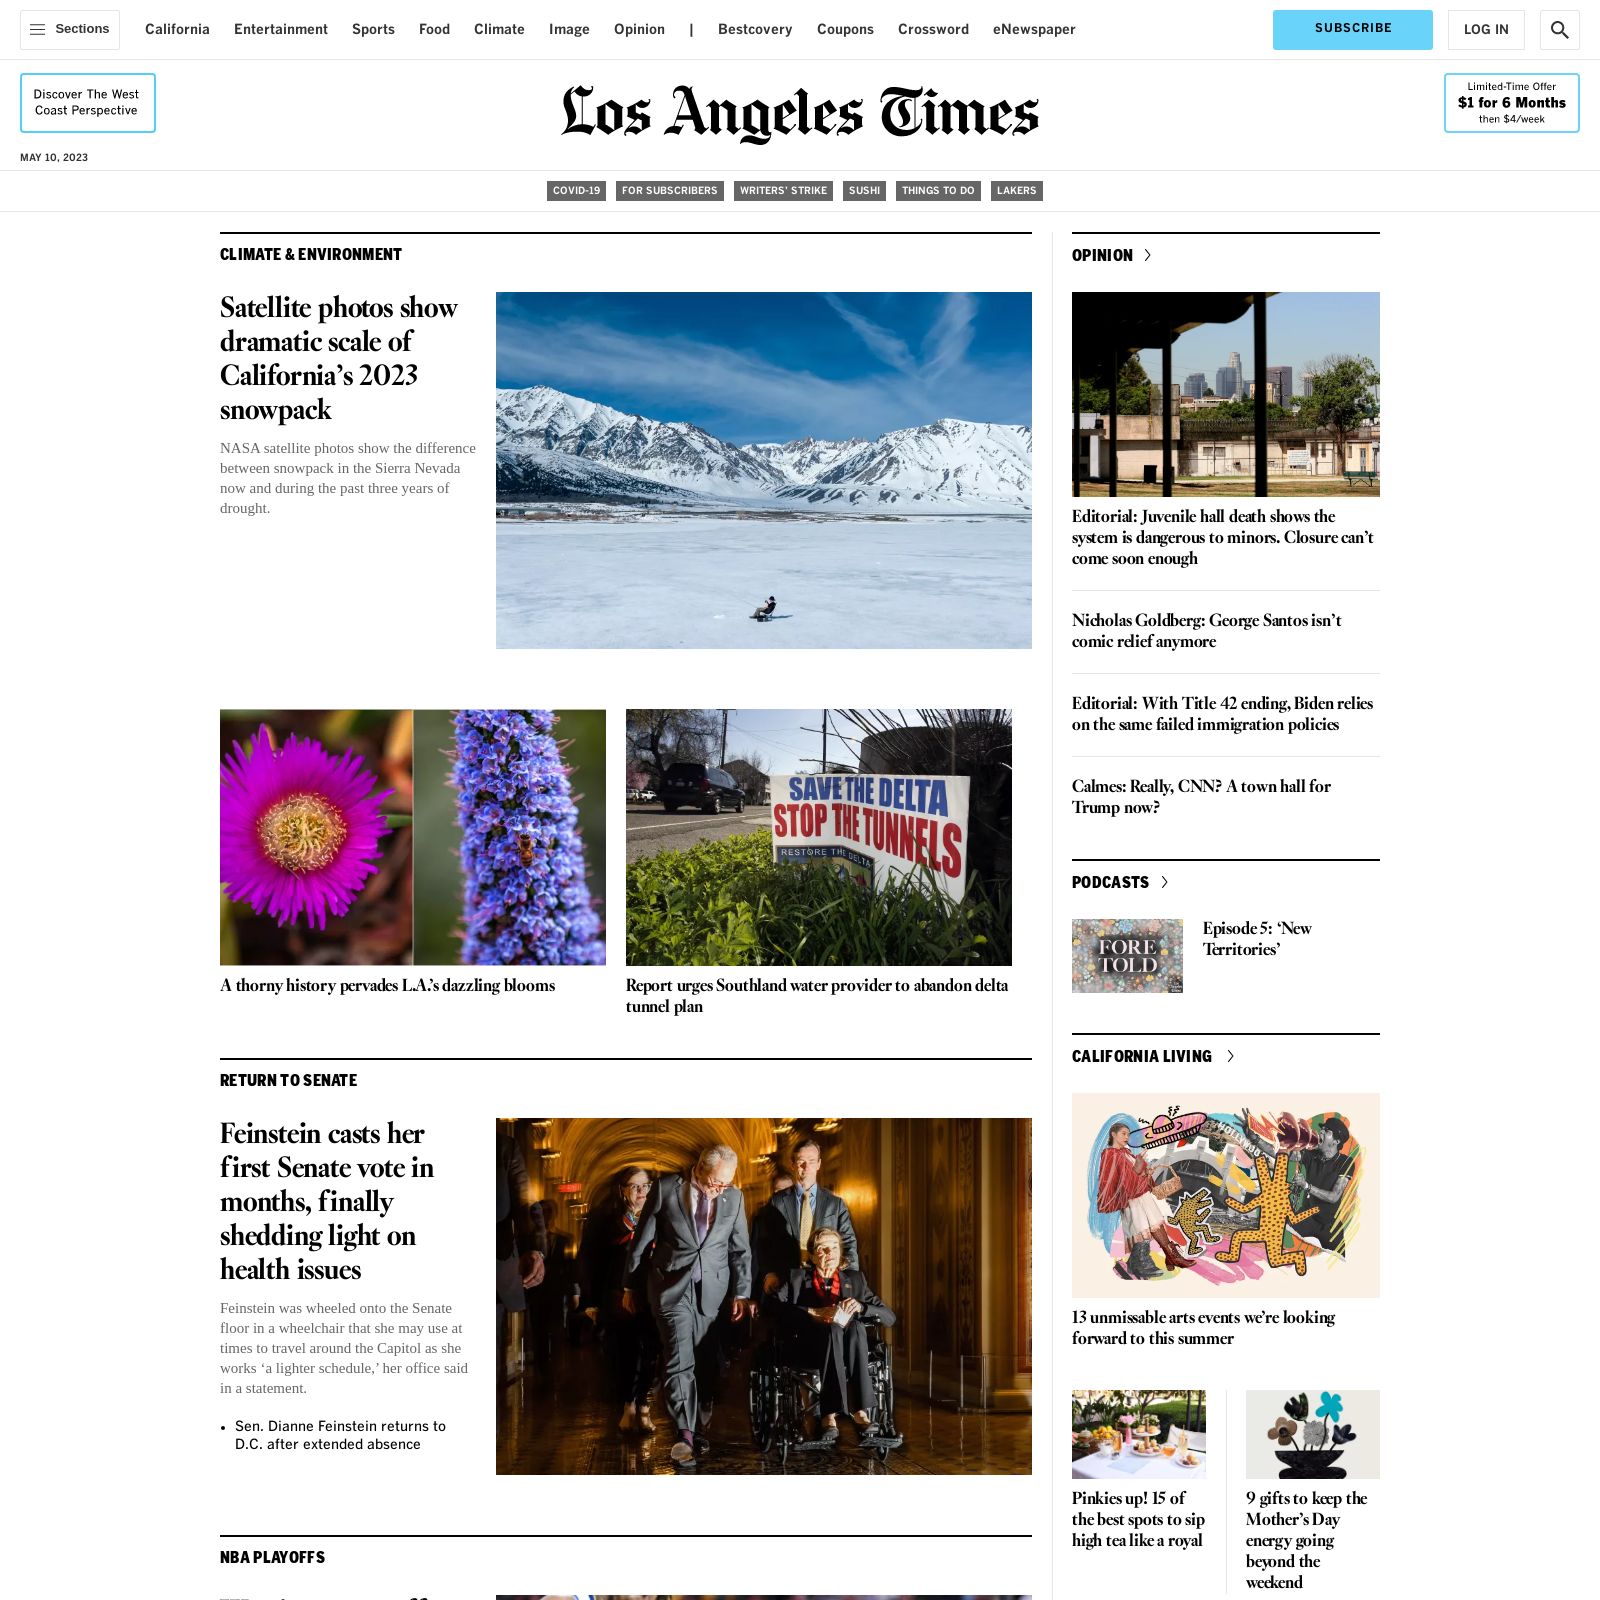 Sections
California
Entertainment
Sports
Food
Climate
Image
Opinion
|
Bestcovery
Coupons
Crossword
eNewspaper
SUBSCRIBE
LOG IN
Discover The West
Coast Perspective
Los Angeles Times
Limited-Time Offer
$1 for 6 Months
then $4/week
MAY 10, 2023
COVID-19
FOR SUBSCRIBERS
WRITERS' STRIKE
SUSHI
THINGS TO DO
LAKERS
CLIMATE & ENVIRONMENT
Satellite photos show
dramatic scale of
California’s 2023
snowpack
NASA satellite photos show the difference
between snowpack in the Sierra Nevada
now and during the past three years of
drought.
SAVE THE DELTA
STOP THE TUNNELS
RESTORE THE DELTA
A thorny history pervades L.A.’s dazzling blooms
Report urges Southland water provider to abandon delta
tunnel plan
RETURN TO SENATE
Feinstein casts her
first Senate vote in
months, finally
shedding light on
health issues
Feinstein was wheeled onto the Senate
floor in a wheelchair that she may use at
times to travel around the Capitol as she
works ‘a lighter schedule,’ her office said
in a statement.
• Sen. Dianne Feinstein returns to
D.C. after extended absence
NBA PLAYOFFS
OPINION
Editorial: Juvenile hall death shows the
system is dangerous to minors. Closure can’t
come soon enough
Nicholas Goldberg: George Santos isn’t
comic relief anymore
Editorial: With Title 42 ending, Biden relies
on the same failed immigration policies
Calmes: Really, CNN? A town hall for
Trump now?
PODCASTS
FORE
TOLD
Episode 5: ‘New
Territories’
CALIFORNIA LIVING
HOLLYWOOD
13 unmissable arts events we’re looking
forward to this summer
Pinkies up! 15 of
the best spots to sip
high tea like a royal
9 gifts to keep the
Mother’s Day
energy going
beyond the
weekend